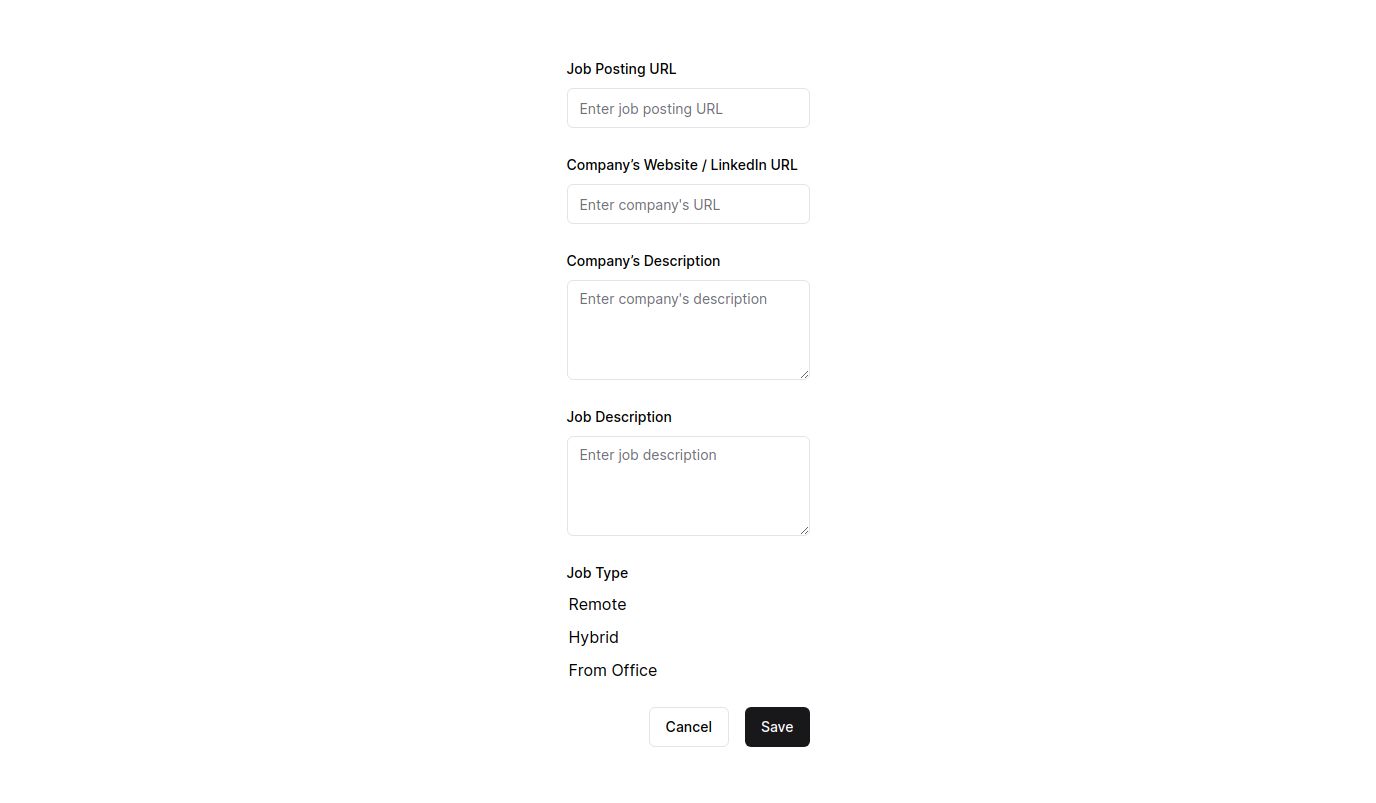 Job Posting URL
Enter job posting URL
Company’s Website / LinkedIn URL
Enter company's URL
Company’s Description
Enter company's description
Job Description
Enter job description
Job Type
Remote
Hybrid
From Office
Cancel Save